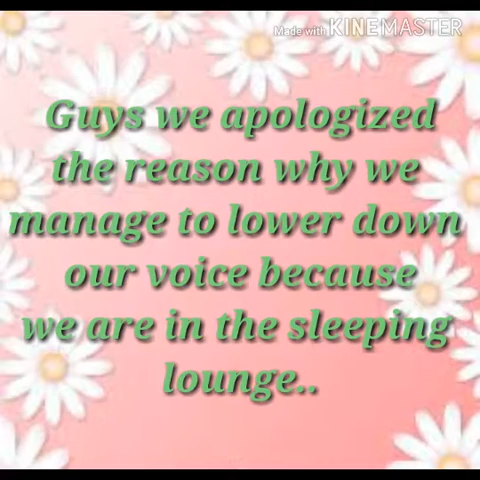 Made with KINEMASTER
Guys we apologized
the reason why we
manage to lower down
our voice because
we are in the sleeping
lounge..